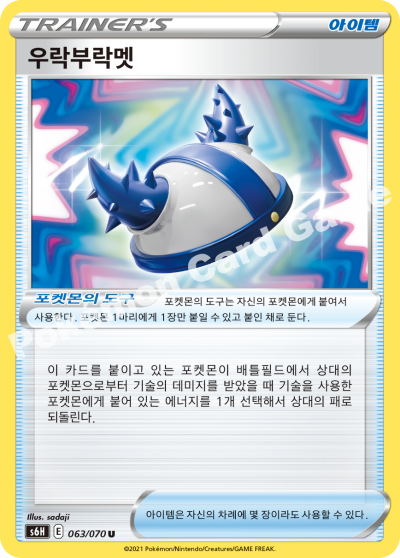 TRAINER'S
아이템
우락부락멧
포켓몬의 도구
포켓몬의 도구는 자신의 포켓몬에게 붙여서
사용한다. 포켓몬 1마리에게 1장만 붙일 수 있고 붙인 채로 둔다.
이 카드를 붙이고 있는 포켓몬이 배틀필드에서 상대의
포켓몬으로부터 기술의 데미지를 받았을 때 기술을 사용한
포켓몬에게 붙어 있는 에너지를 1개 선택해서 상대의 패로
되돌린다.
Illus. sadaji
s6H E 063/070 U
아이템은 자신의 차례에 몇 장이라도 사용할 수 있다.
©2021 Pokémon/Nintendo/Creatures/GAME FREAK.
Pokémon Card Game